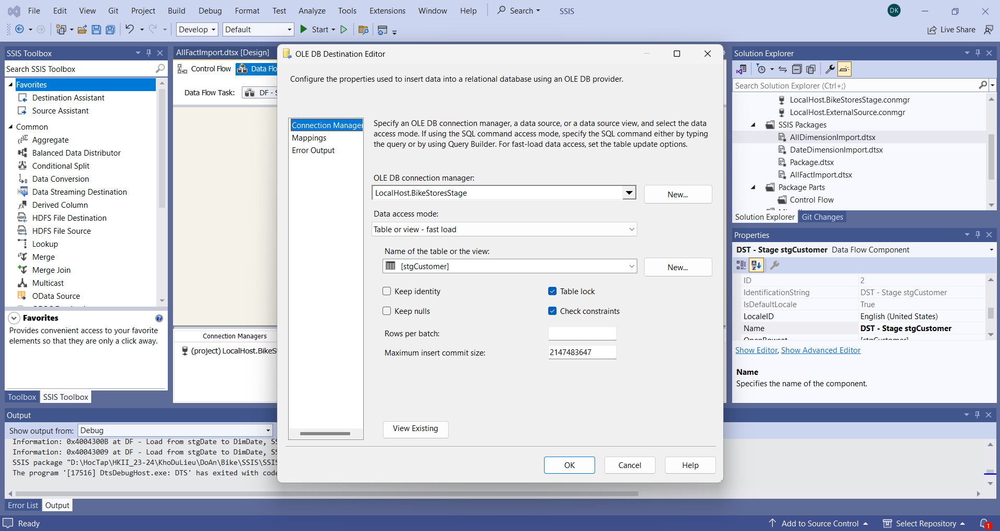 File Edit View Git Project Build Debug Format Test Analyze Tools Extensions Window Help Search SSIS DK
Develop Default Start Live Share
SSIS Toolbox
Search SSIS Toolbox
Favorites
Destination Assistant
Source Assistant
Common
Aggregate
Balanced Data Distributor
Conditional Split
Data Conversion
Data Streaming Destination
Derived Column
HDFS File Destination
HDFS File Source
Lookup
Merge
Merge Join
Multicast
OData Source
Favorites
Provides convenient access to your favorite
elements so that they are only a click away.
Toolbox SSIS Toolbox
AllFactImport.dtsx [Design]
Control Flow Data Flo
Data Flow Task: DF - S
Connection Managers
(project) LocalHost.BikeS
OLE DB Destination Editor
Configure the properties used to insert data into a relational database using an OLE DB provider.
Connection Manager
Mappings
Error Output
Specify an OLE DB connection manager, a data source, or a data source view, and select the data
access mode. If using the SQL command access mode, specify the SQL command either by typing
the query or by using Query Builder. For fast-load data access, set the table update options.
OLE DB connection manager:
LocalHost.BikeStoresStage New...
Data access mode:
Table or view - fast load
Name of the table or the view:
[stgCustomer] New...
Keep identity Table lock
Keep nulls Check constraints
Rows per batch:
Maximum insert commit size: 2147483647
View Existing
OK Cancel Help
Solution Explorer
Search Solution Explorer (Ctrl+;)
LocalHost.BikeStoresStage.conmgr
LocalHost.ExternalSource.conmgr
SSIS Packages
AllDimensionImport.dtsx
DateDimensionImport.dtsx
Package.dtsx
AllFactImport.dtsx
Package Parts
Control Flow
Solution Explorer Git Changes
Properties
DST - Stage stgCustomer Data Flow Component
ID 2
IdentificationString DST - Stage stgCustomer
IsDefaultLocale True
LocaleID English (United States)
Name DST - Stage stgCustomer
OpenRowset [stgCustomer]
Show Editor, Show Advanced Editor
Name
Specifies the name of the component.
Output
Show output from: Debug
Information: 0x4004300B at DF - Load from stgDate to DimDate, SS
Information: 0x40043009 at DF - Load from stgDate to DimDate, SS
SSIS package "D:\HocTap\HKII_23-24\KhoDuLieu\DoAn\Bike\SSIS\SSIS
The program '[17516] DtsDebugHost.exe: DTS' has exited with code
Error List Output
Ready Add to Source Control Select Repository 1